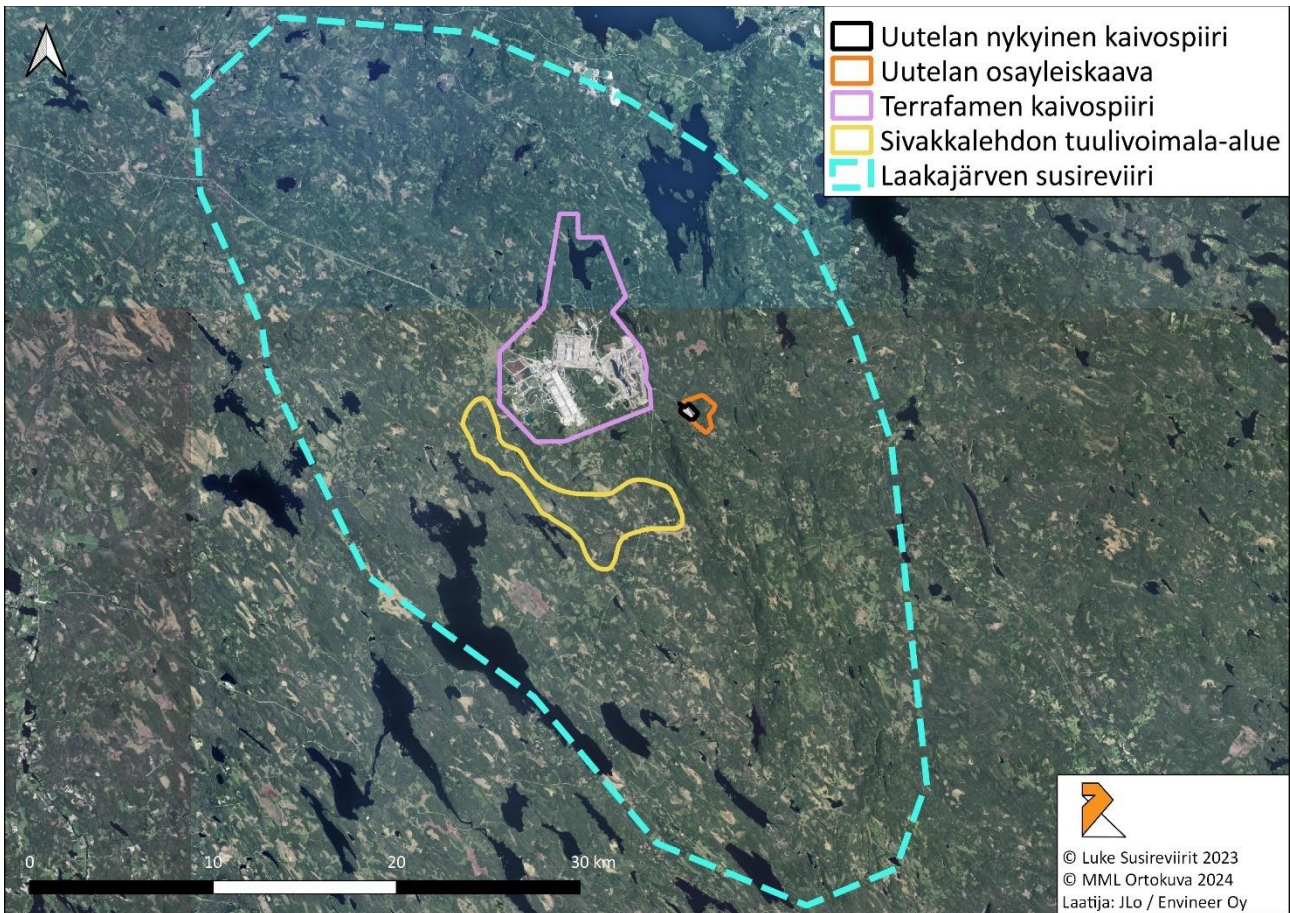 Uutelan nykyinen kaivospiiri
Uutelan osayleiskaava
Terrafamen kaivospiiri
Sivakkalehdon tuulivoimala-alue
Laakajärven susireviiri
0 10 20 30 km
© Luke Susireviirit 2023
© MML Ortokuva 2024
Laatija: JLo / Envineer Oy